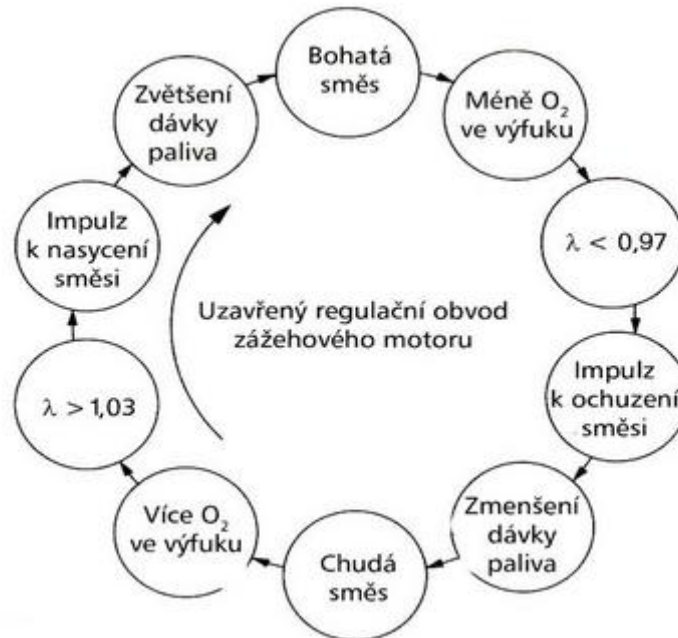 Bohatá
směs
Méně O₂
ve výfuku
λ < 0,97
Impulz
k ochuzení
směsi
Zmenšení
dávky
paliva
Chudá
směs
Více O₂
ve výfuku
λ > 1,03
Impulz
k nasycení
směsi
Zvětšení
dávky
paliva
Uzavřený regulační obvod
zážehového motoru